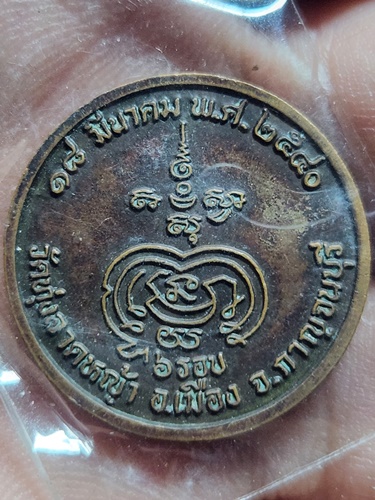 ๑๘ มีนาคม พ.ศ. ๒๕๔๐
๖ รอบ
วัดทุ่งลาดหญ้า อ.เมือง จ.กาญจนบุรี